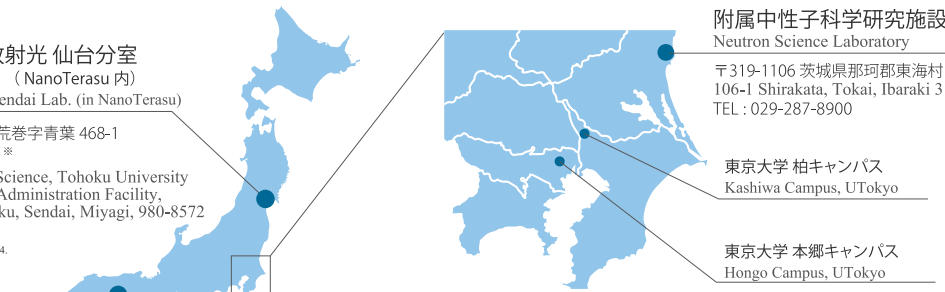 放射光 仙台分室
（NanoTerasu 内）
Sendai Lab. (in NanoTerasu)
荒巻字青葉 468-1
※
Science, Tohoku University
Administration Facility,
Sendai, Miyagi, 980-8572
4.
附属中性子科学研究施設
Neutron Science Laboratory
〒319-1106 茨城県那珂郡東海村
106-1 Shirakata, Tokai, Ibaraki 3
TEL : 029-287-8900
東京大学 柏キャンパス
Kashiwa Campus, UTokyo
東京大学 本郷キャンパス
Hongo Campus, UTokyo